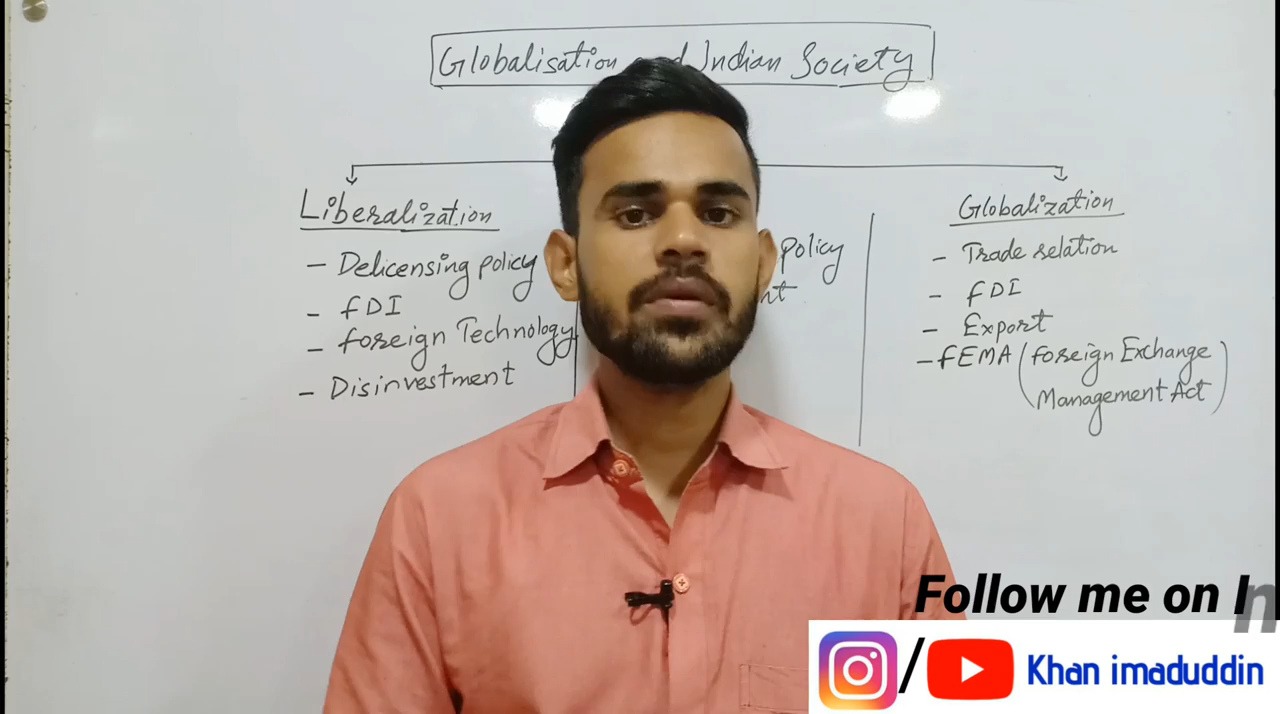 Globalisation and Indian Society
Liberalization
- Delicensing policy
- fDI
- foreign Technology
- Disinvestment
policy
Globalization
- Trade relation
- fDI
- Export
- fEMA (foreign Exchange
Management Act)
Follow me on In
/
Khan imaduddin